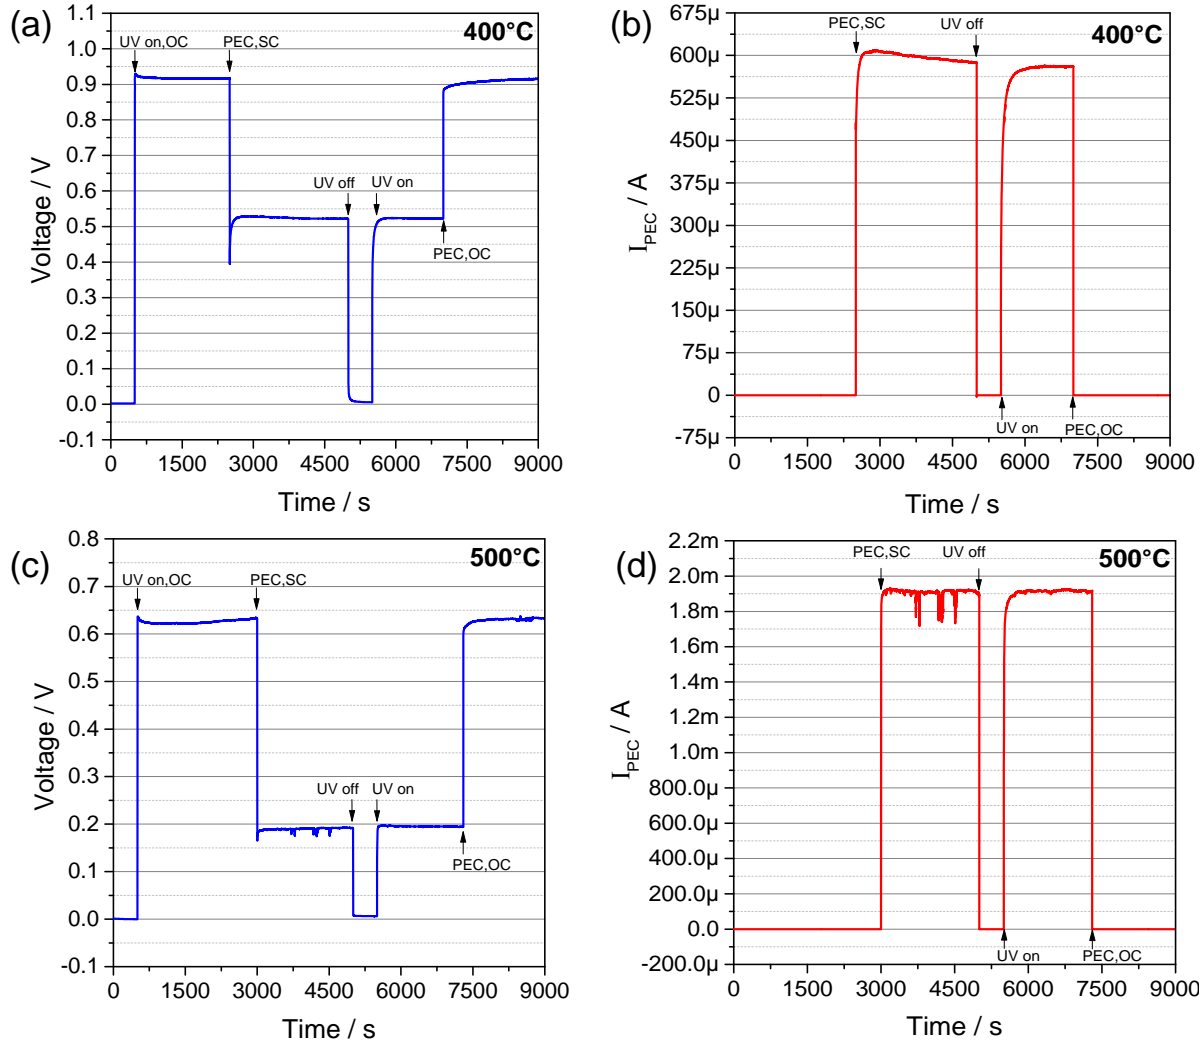 (a)
400°C
UV on,OC
PEC,SC
UV off
UV on
PEC,OC
1.1
1.0
0.9
0.8
0.7
0.6
0.5
0.4
0.3
0.2
0.1
0.0
-0.1
Voltage / V
0 1500 3000 4500 6000 7500 9000
Time / s
(b)
400°C
PEC,SC
UV off
UV on
PEC,OC
675µ
600µ
525µ
450µ
375µ
300µ
225µ
150µ
75µ
0
-75µ
I_PEC / A
0 1500 3000 4500 6000 7500 9000
Time / s
(c)
500°C
UV on,OC
PEC,SC
UV off
UV on
PEC,OC
0.8
0.7
0.6
0.5
0.4
0.3
0.2
0.1
0.0
-0.1
Voltage / V
0 1500 3000 4500 6000 7500 9000
Time / s
(d)
500°C
PEC,SC
UV off
UV on
PEC,OC
2.2m
2.0m
1.8m
1.6m
1.4m
1.2m
1.0m
800.0µ
600.0µ
400.0µ
200.0µ
0.0
-200.0µ
I_PEC / A
0 1500 3000 4500 6000 7500 9000
Time / s